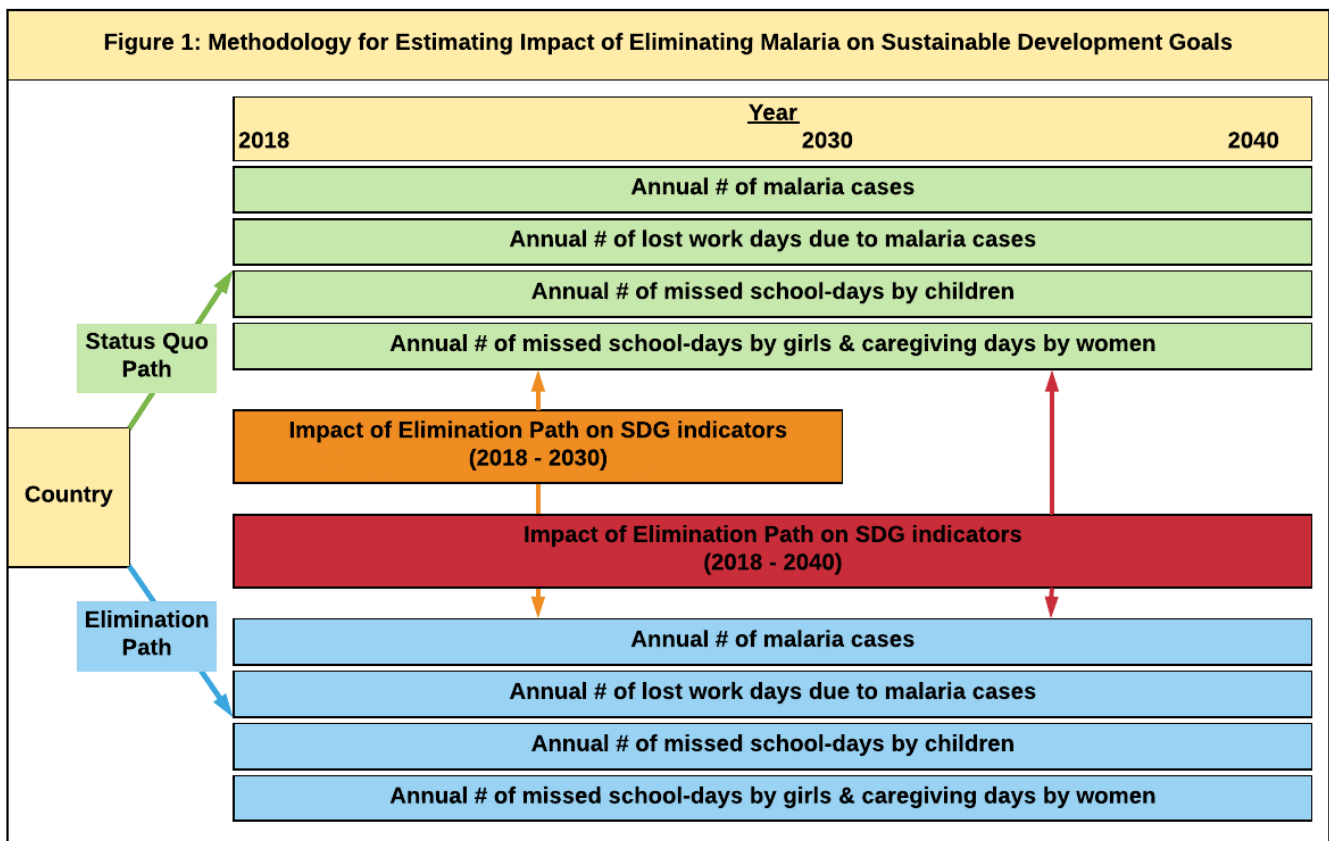 Figure 1: Methodology for Estimating Impact of Eliminating Malaria on Sustainable Development Goals
Year
2018 2030 2040
Annual # of malaria cases
Annual # of lost work days due to malaria cases
Annual # of missed school-days by children
Annual # of missed school-days by girls & caregiving days by women
Status Quo
Path
Impact of Elimination Path on SDG indicators
(2018 - 2030)
Country
Impact of Elimination Path on SDG indicators
(2018 - 2040)
Elimination
Path
Annual # of malaria cases
Annual # of lost work days due to malaria cases
Annual # of missed school-days by children
Annual # of missed school-days by girls & caregiving days by women